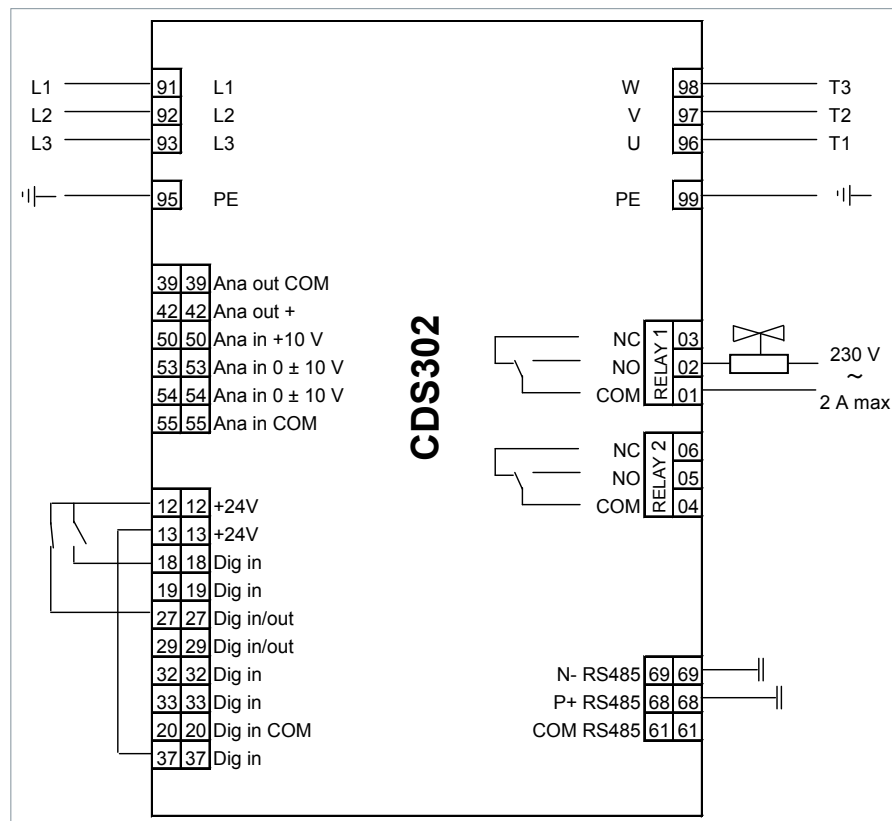 L1 91 L1 W 98 T3
L2 92 L2 V 97 T2
L3 93 L3 U 96 T1
95 PE PE 99
39 39 Ana out COM
42 42 Ana out +
50 50 Ana in +10 V
53 53 Ana in 0 ± 10 V
54 54 Ana in 0 ± 10 V
55 55 Ana in COM
CDS302
NC 03
NO 02
COM 01
RELAY 1
230 V
~
2 A max
NC 06
NO 05
COM 04
RELAY 2
12 12 +24V
13 13 +24V
18 18 Dig in
19 19 Dig in
27 27 Dig in/out
29 29 Dig in/out
32 32 Dig in
33 33 Dig in
20 20 Dig in COM
37 37 Dig in
N- RS485 69 69
P+ RS485 68 68
COM RS485 61 61